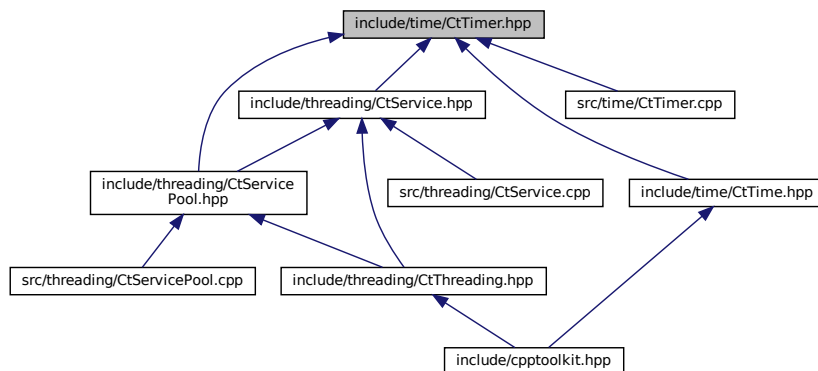 include/time/CtTimer.hpp
include/threading/CtService.hpp
src/time/CtTimer.cpp
include/threading/CtService
Pool.hpp
src/threading/CtService.cpp
include/time/CtTime.hpp
src/threading/CtServicePool.cpp
include/threading/CtThreading.hpp
include/cpptoolkit.hpp